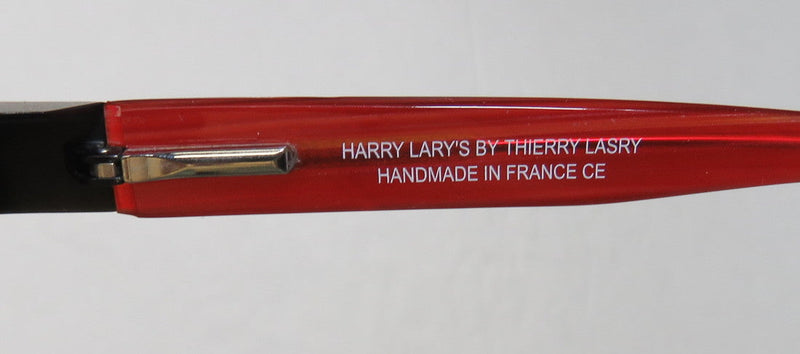 HARRY LARY'S BY THIERRY LASRY
HANDMADE IN FRANCE CE